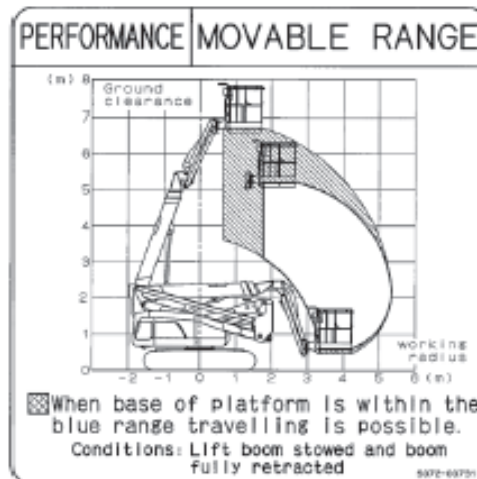 PERFORMANCE MOVABLE RANGE
(m) 8
Ground
clearance
7
6
5
4
3
2
1
0
working
radius
-2 -1 0 1 2 3 4 5 6 (m)
When base of platform is within the
blue range travelling is possible.
Conditions: Lift boom stowed and boom
fully retracted